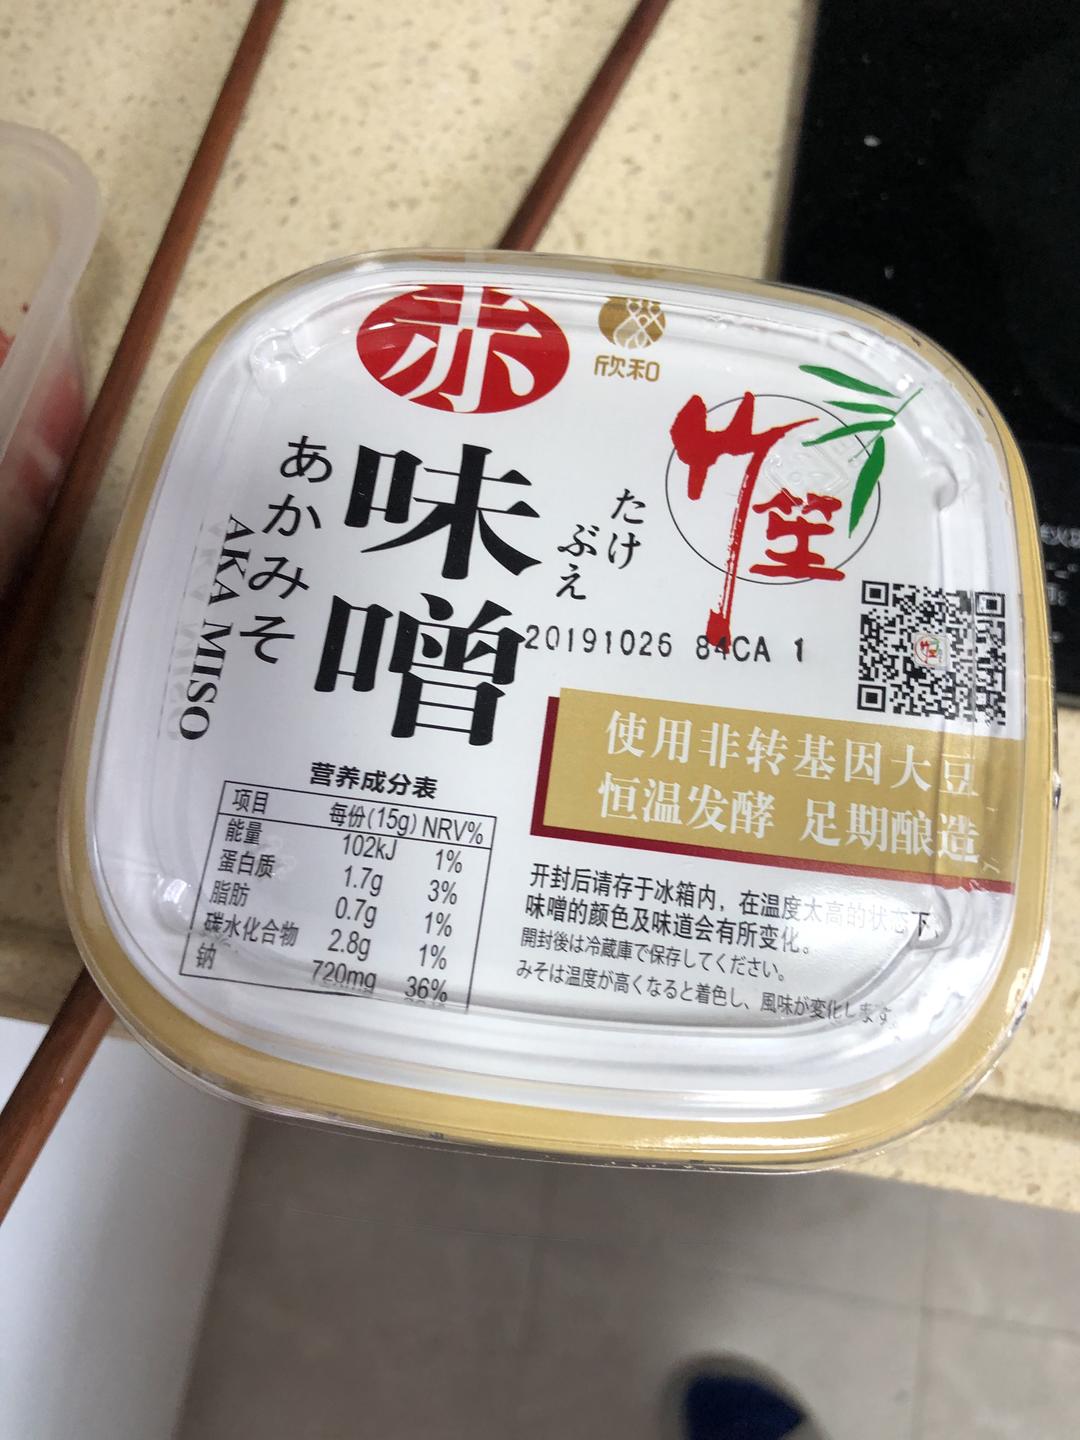 赤
欣和
竹笙
味噌
あかみそ
AKA MISO
たけ
ぶえ
20191026 84CA 1
使用非转基因大豆
恒温发酵 足期酿造
营养成分表
项目 每份(15g) NRV%
能量 102kJ 1%
蛋白质 1.7g 3%
脂肪 0.7g 1%
碳水化合物 2.8g 1%
钠 720mg 36%
开封后请存于冰箱内，在温度太高的状态下，
味噌的颜色及味道会有所变化。
開封後は冷蔵庫で保存してください。
みそは温度が高くなると着色し、風味が変化します。